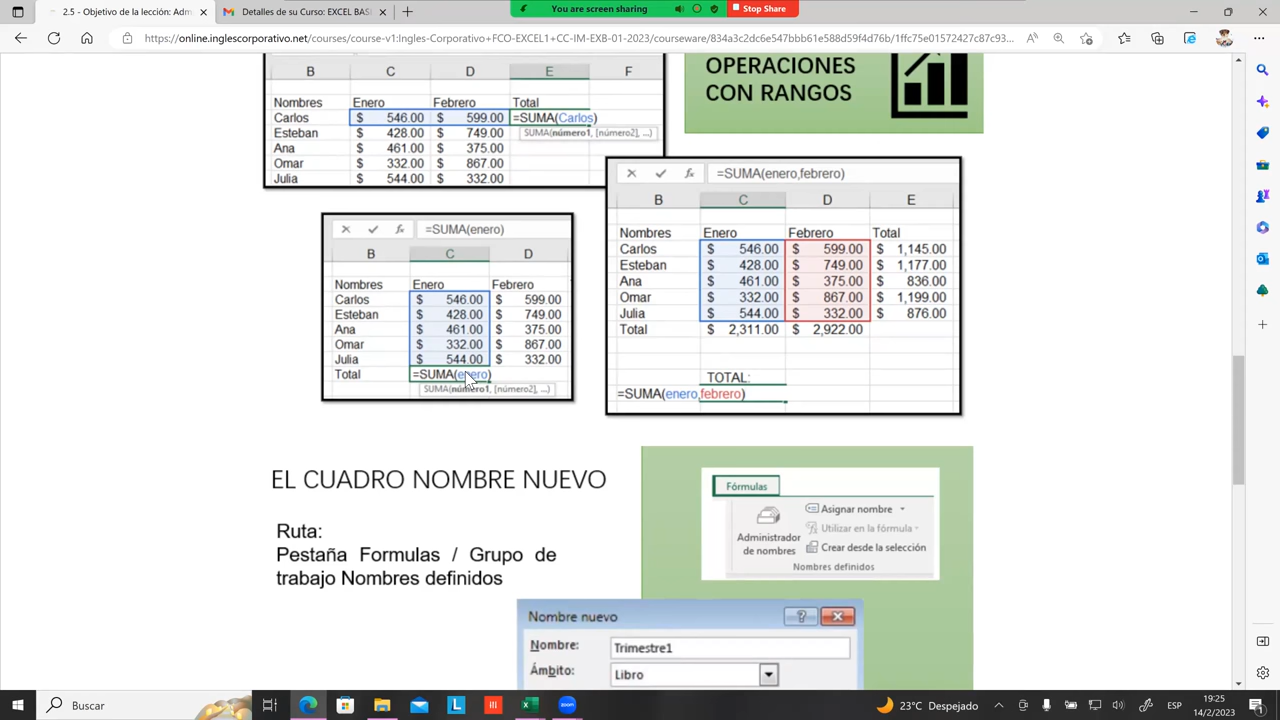 2.5 - Objetivo de la lección: Adm
Detalles de su Curso: EXCEL BASI
You are screen sharing
Stop Share
https://online.inglescorporativo.net/courses/course-v1:Ingles-Corporativo+FCO-EXCEL1+CC-IM-EXB-01-2023/courseware/834a3c2dc6e547bbb61e588d59f4d76b/1ffc75e01572427c87c93...
B C D E F
Nombres Enero Febrero Total
Carlos $ 546.00 $ 599.00 =SUMA(Carlos)
Esteban $ 428.00 $ 749.00 SUMA(número1, [número2], ...)
Ana $ 461.00 $ 375.00
Omar $ 332.00 $ 867.00
Julia $ 544.00 $ 332.00
OPERACIONES
CON RANGOS
fx =SUMA(enero)
B C D
Nombres Enero Febrero
Carlos $ 546.00 $ 599.00
Esteban $ 428.00 $ 749.00
Ana $ 461.00 $ 375.00
Omar $ 332.00 $ 867.00
Julia $ 544.00 $ 332.00
Total =SUMA(enero)
SUMA(número1, [número2], ...)
fx =SUMA(enero,febrero)
B C D E
Nombres Enero Febrero Total
Carlos $ 546.00 $ 599.00 $ 1,145.00
Esteban $ 428.00 $ 749.00 $ 1,177.00
Ana $ 461.00 $ 375.00 $ 836.00
Omar $ 332.00 $ 867.00 $ 1,199.00
Julia $ 544.00 $ 332.00 $ 876.00
Total $ 2,311.00 $ 2,922.00
TOTAL:
=SUMA(enero,febrero)
EL CUADRO NOMBRE NUEVO
Ruta:
Pestaña Formulas / Grupo de
trabajo Nombres definidos
Fórmulas
Administrador
de nombres
Asignar nombre
Utilizar en la fórmula
Crear desde la selección
Nombres definidos
Nombre nuevo
Nombre: Trimestre1
Ámbito: Libro
Buscar
23°C Despejado
ESP
19:25
14/2/2023